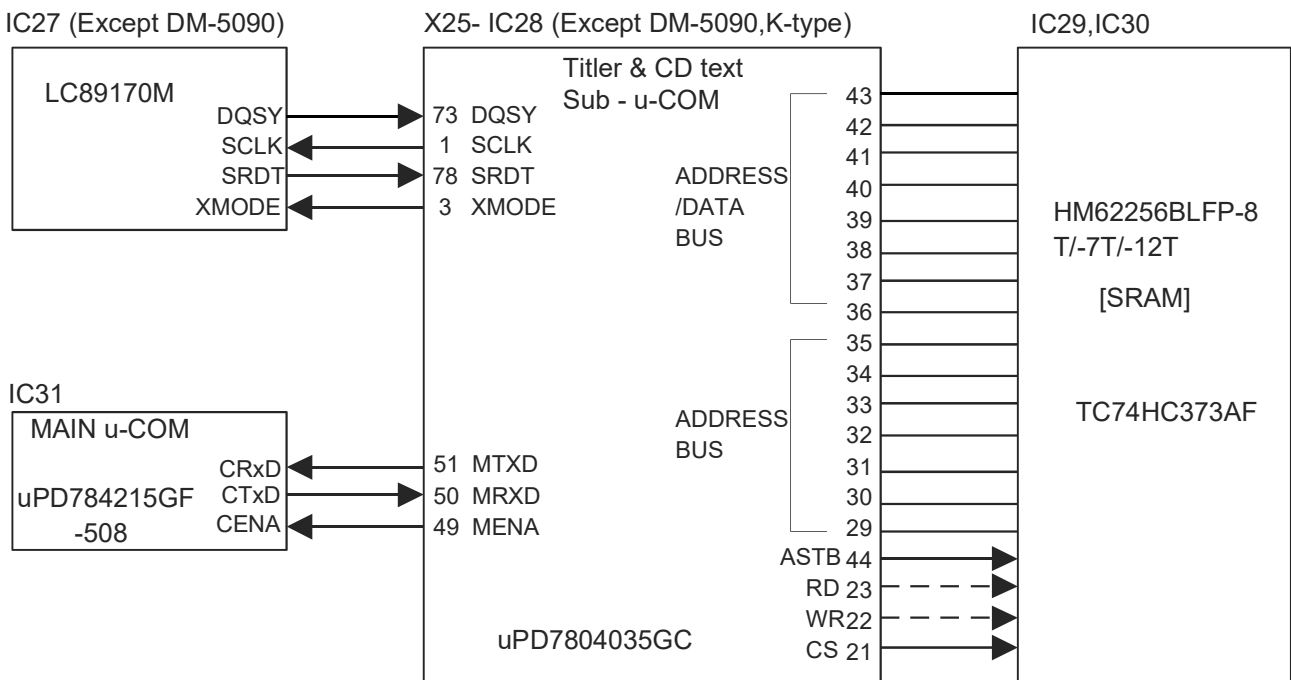 IC27 (Except DM-5090)
X25- IC28 (Except DM-5090,K-type)
IC29,IC30
LC89170M
DQSY
SCLK
SRDT
XMODE
Titler & CD text
Sub - u-COM
73 DQSY
1 SCLK
78 SRDT
3 XMODE
ADDRESS
/DATA
BUS
43
42
41
40
39
38
37
36
HM62256BLFP-8
T/-7T/-12T
[SRAM]
TC74HC373AF
IC31
MAIN u-COM
uPD784215GF
-508
CRxD
CTxD
CENA
51 MTXD
50 MRXD
49 MENA
ADDRESS
BUS
35
34
33
32
31
30
29
ASTB 44
RD 23
WR22
CS 21
uPD7804035GC